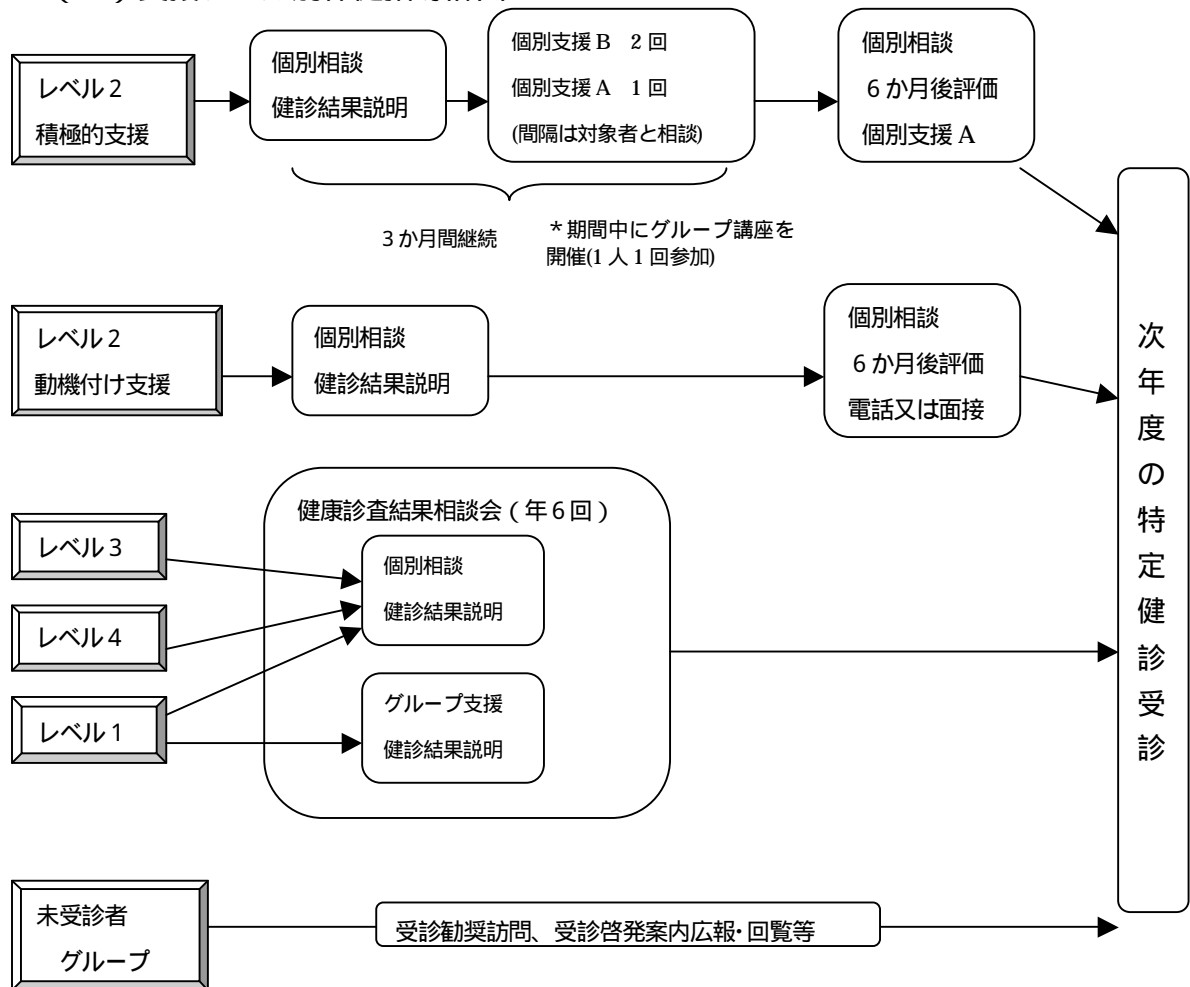 レベル2
積極的支援
個別相談
健診結果説明
個別支援B 2回
個別支援A 1回
(間隔は対象者と相談)
個別相談
6か月後評価
個別支援A
3か月間継続
*期間中にグループ講座を
開催(1人1回参加)
レベル2
動機付け支援
個別相談
健診結果説明
個別相談
6か月後評価
電話又は面接
次年度の特定健診受診
健康診査結果相談会(年6回)
レベル3
レベル4
レベル1
個別相談
健診結果説明
グループ支援
健診結果説明
未受診者
グループ
受診勧奨訪問、受診啓発案内広報・回覧等